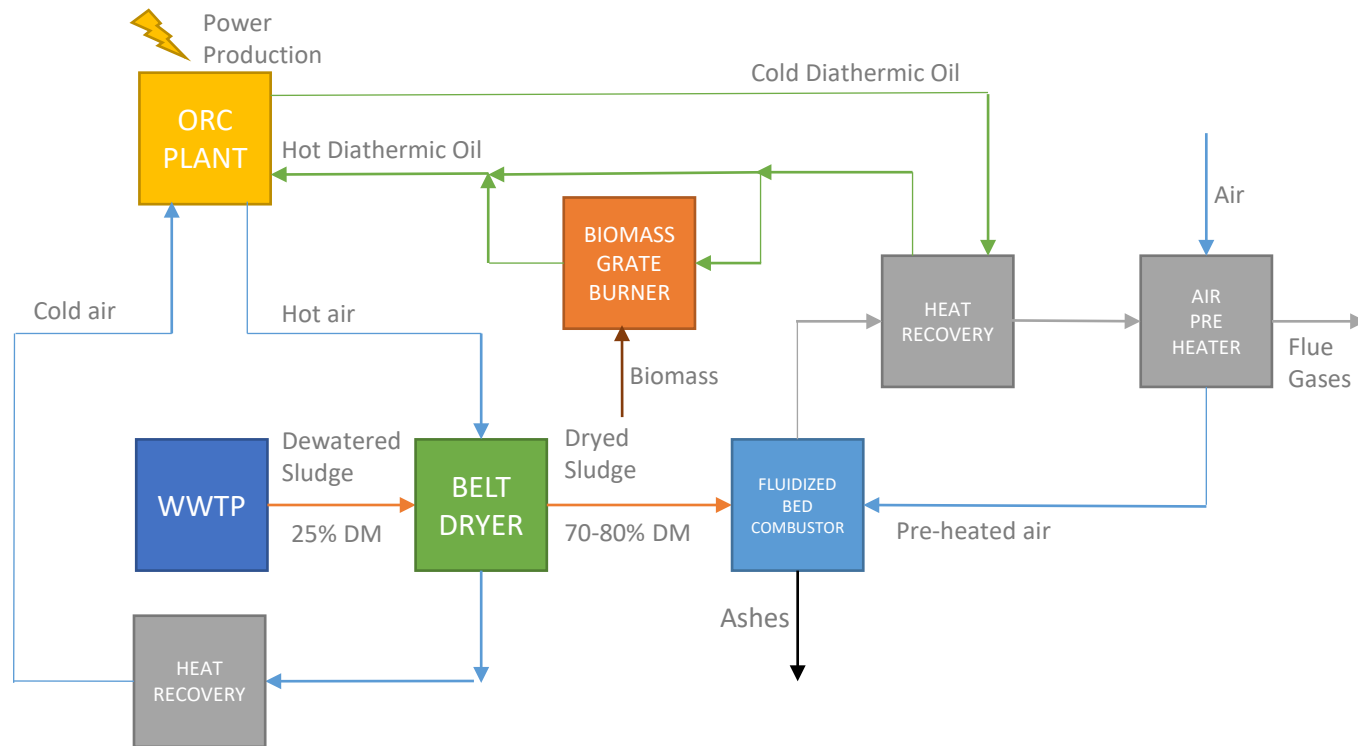 Power
Production
Cold Diathermic Oil
ORC
PLANT
Hot Diathermic Oil
Air
BIOMASS
GRATE
BURNER
HEAT
RECOVERY
AIR
PRE
HEATER
Cold air
Hot air
Flue
Gases
Biomass
Dewatered
Sludge
Dryed
Sludge
WWTP
BELT
DRYER
FLUIDIZED
BED
COMBUSTOR
25% DM
70-80% DM
Pre-heated air
Ashes
HEAT
RECOVERY